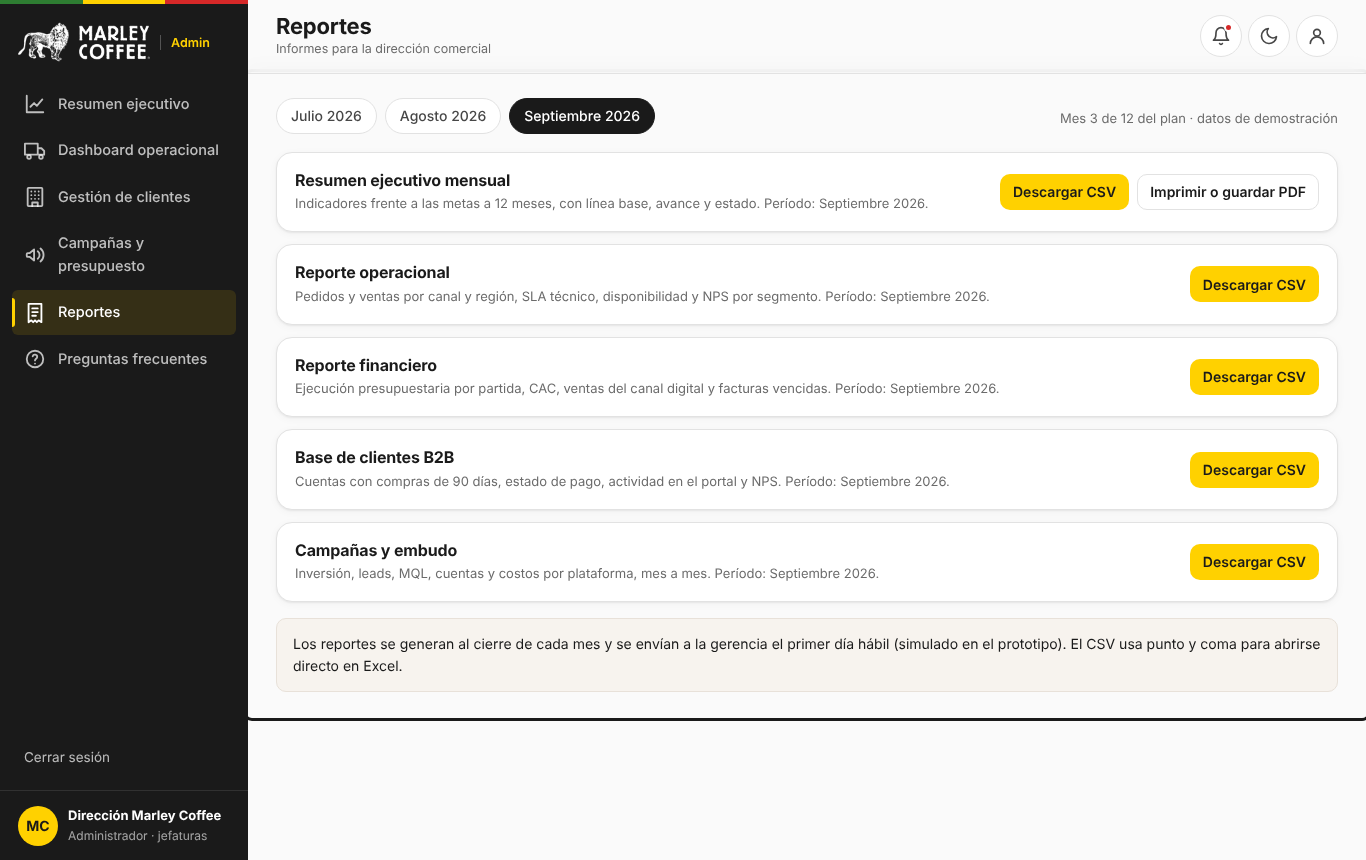 MARLEY
COFFEE
Admin
Resumen ejecutivo
Dashboard operacional
Gestión de clientes
Campañas y
presupuesto
Reportes
Preguntas frecuentes
Cerrar sesión
MC
Dirección Marley Coffee
Administrador · jefaturas
Reportes
Informes para la dirección comercial
Julio 2026
Agosto 2026
Septiembre 2026
Mes 3 de 12 del plan · datos de demostración
Resumen ejecutivo mensual
Indicadores frente a las metas a 12 meses, con línea base, avance y estado. Período: Septiembre 2026.
Descargar CSV
Imprimir o guardar PDF
Reporte operacional
Pedidos y ventas por canal y región, SLA técnico, disponibilidad y NPS por segmento. Período: Septiembre 2026.
Descargar CSV
Reporte financiero
Ejecución presupuestaria por partida, CAC, ventas del canal digital y facturas vencidas. Período: Septiembre 2026.
Descargar CSV
Base de clientes B2B
Cuentas con compras de 90 días, estado de pago, actividad en el portal y NPS. Período: Septiembre 2026.
Descargar CSV
Campañas y embudo
Inversión, leads, MQL, cuentas y costos por plataforma, mes a mes. Período: Septiembre 2026.
Descargar CSV
Los reportes se generan al cierre de cada mes y se envían a la gerencia el primer día hábil (simulado en el prototipo). El CSV usa punto y coma para abrirse
directo en Excel.